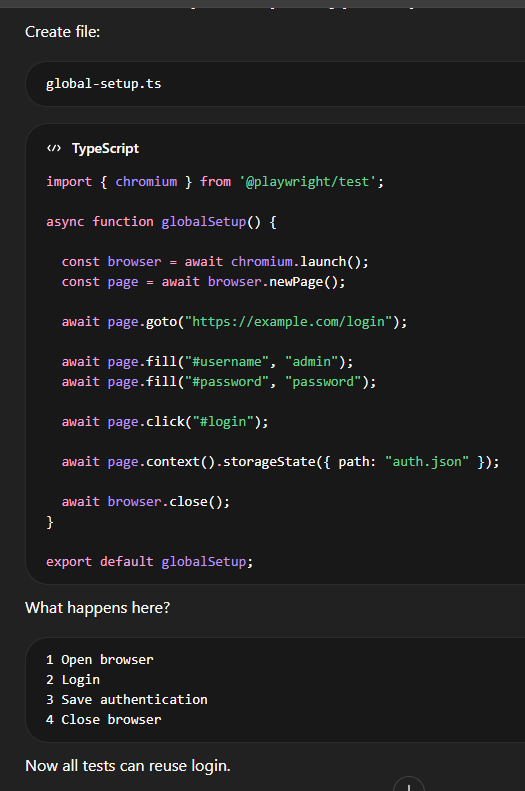 Create file:
global-setup.ts
</> TypeScript
import { chromium } from '@playwright/test';
async function globalSetup() {
const browser = await chromium.launch();
const page = await browser.newPage();
await page.goto("https://example.com/login");
await page.fill("#username", "admin");
await page.fill("#password", "password");
await page.click("#login");
await page.context().storageState({ path: "auth.json" });
await browser.close();
}
export default globalSetup;
What happens here?
1 Open browser
2 Login
3 Save authentication
4 Close browser
Now all tests can reuse login.